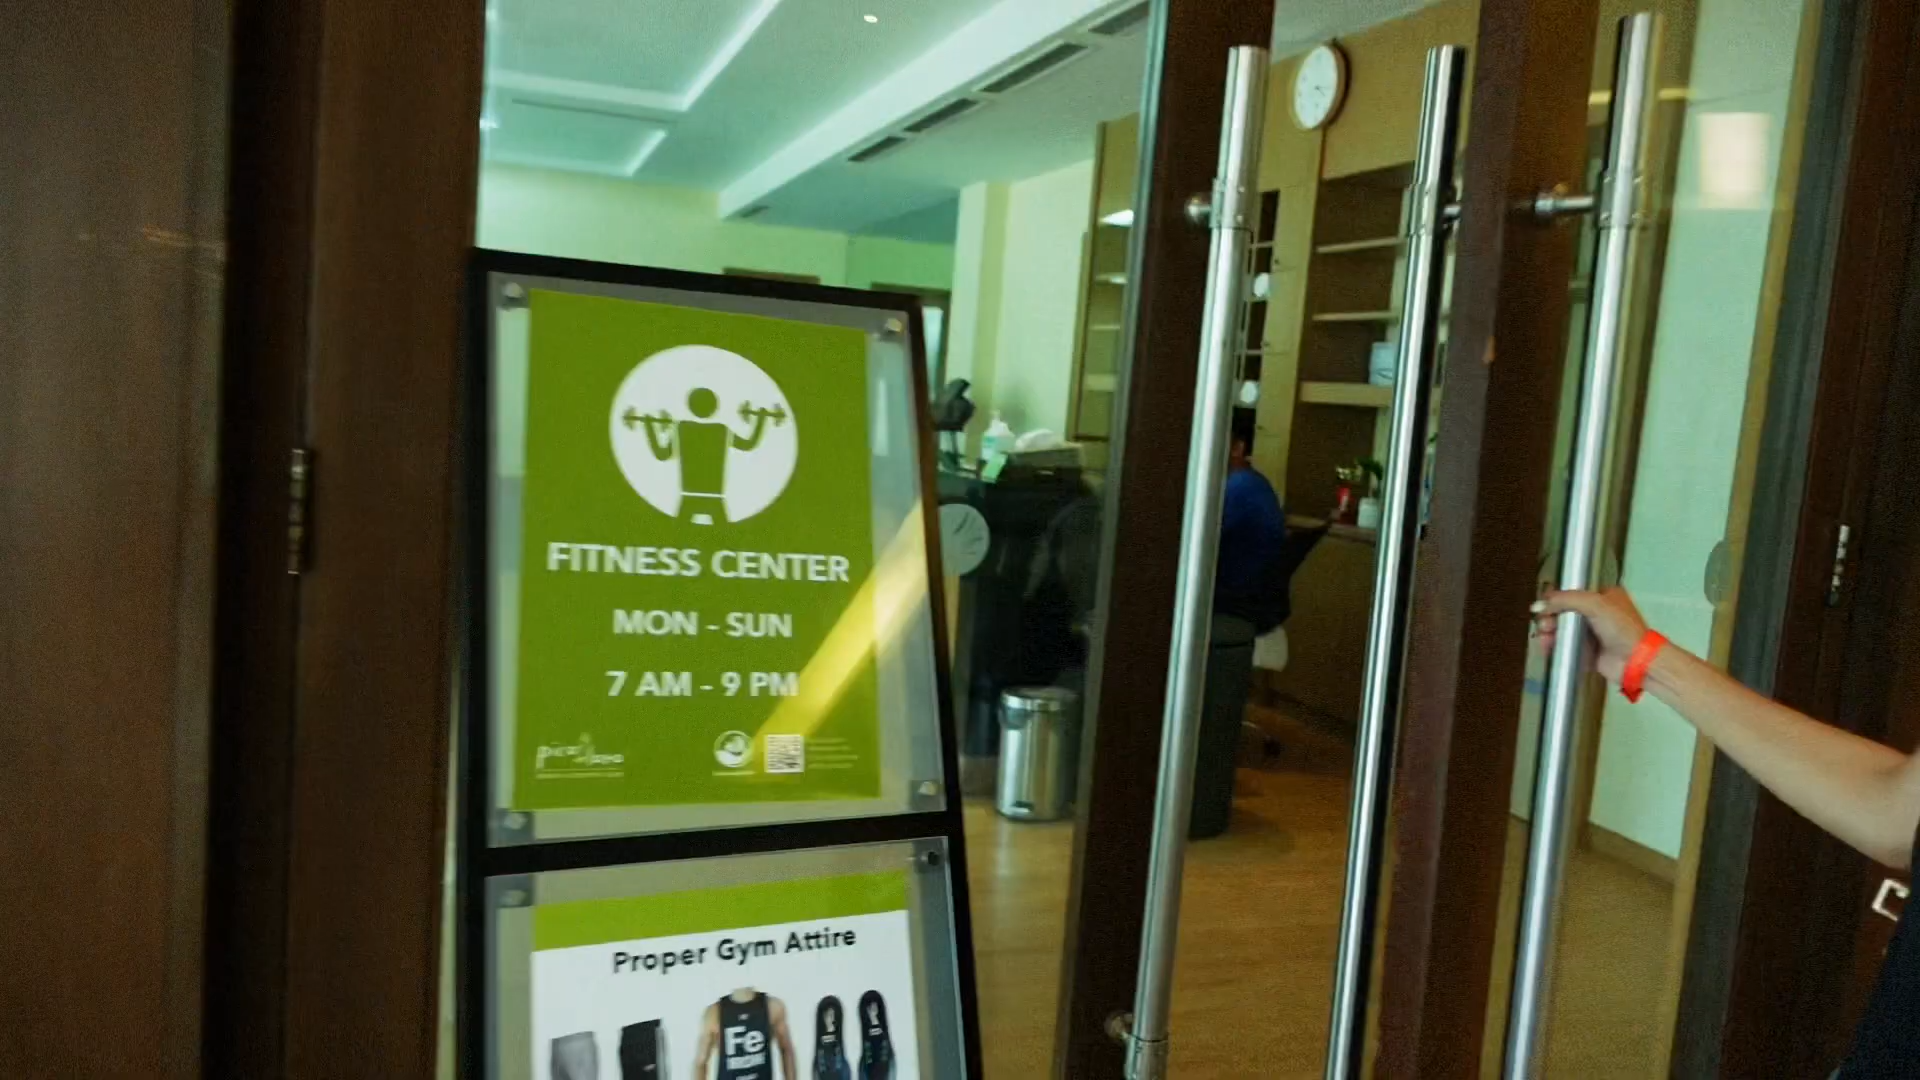 FITNESS CENTER
MON - SUN
7 AM - 9 PM
Proper Gym Attire
Fe